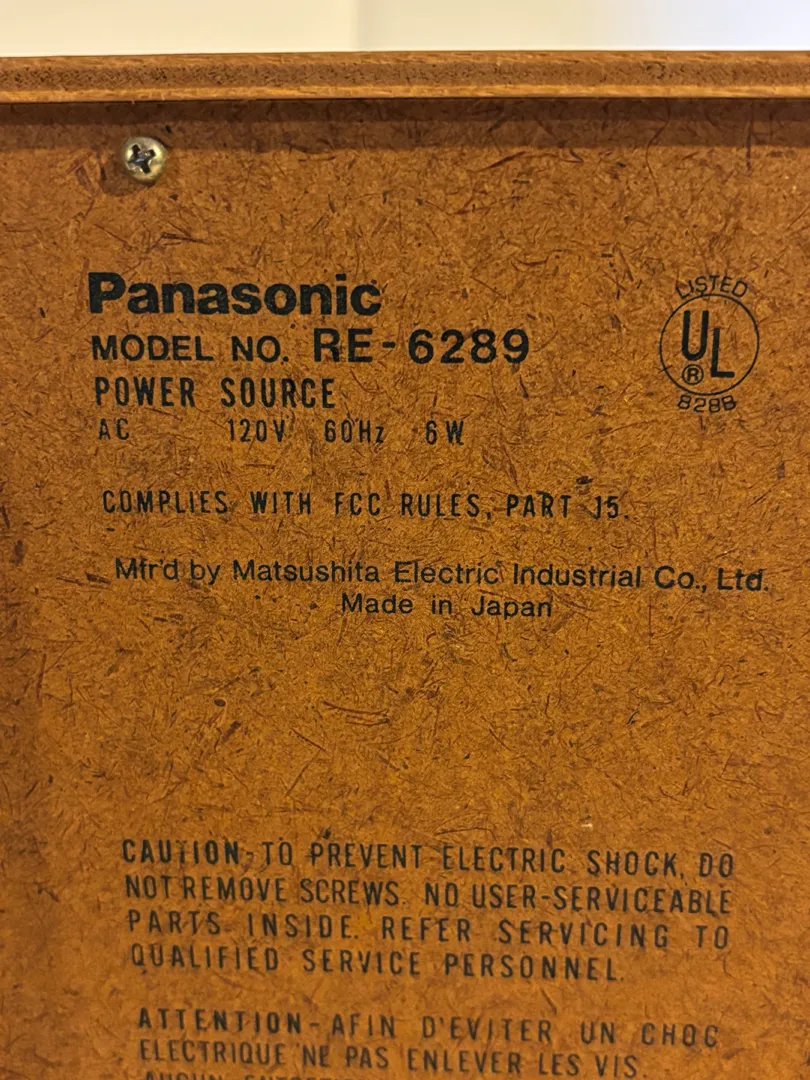 Panasonic
MODEL NO. RE-6289
LISTED
UL
®
828B
POWER SOURCE
AC 120V 60Hz 6W
COMPLIES WITH FCC RULES, PART 15.
Mfr'd by Matsushita Electric Industrial Co., Ltd.
Made in Japan
CAUTION-TO PREVENT ELECTRIC SHOCK, DO
NOT REMOVE SCREWS. NO USER-SERVICEABLE
PARTS INSIDE. REFER SERVICING TO
QUALIFIED SERVICE PERSONNEL.
ATTENTION-AFIN D'EVITER UN CHOC
ELECTRIQUE NE PAS ENLEVER LES VIS.